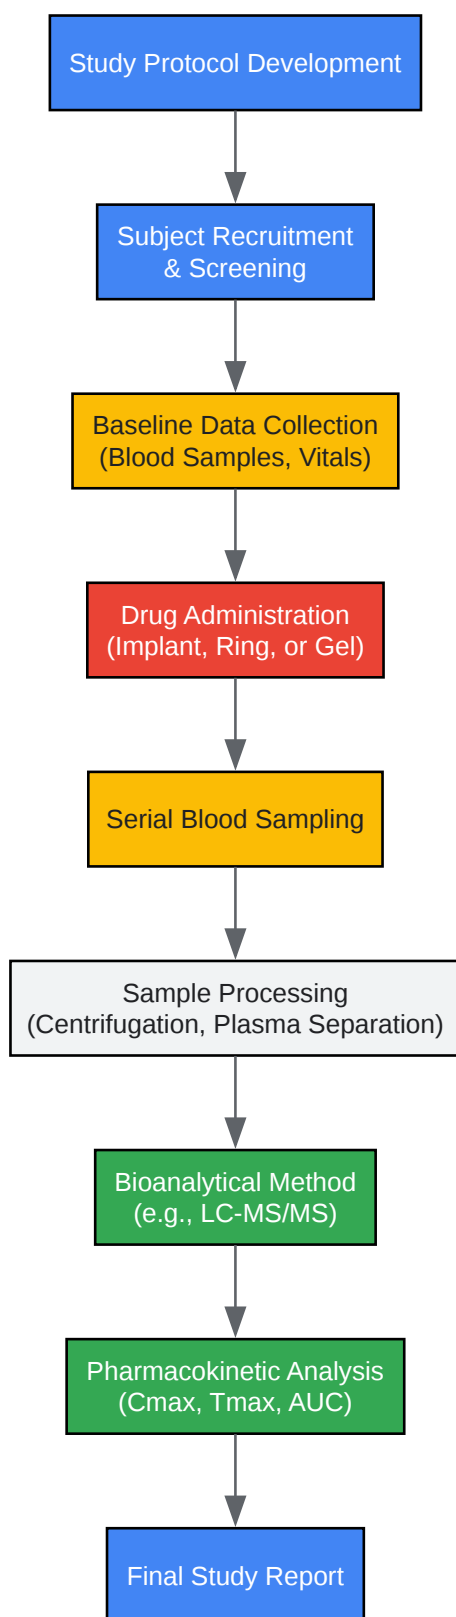 Study Protocol Development
Subject Recruitment
& Screening
Baseline Data Collection
(Blood Samples, Vitals)
Drug Administration
(Implant, Ring, or Gel)
Serial Blood Sampling
Sample Processing
(Centrifugation, Plasma Separation)
Bioanalytical Method
(e.g., LC-MS/MS)
Pharmacokinetic Analysis
(Cmax, Tmax, AUC)
Final Study Report